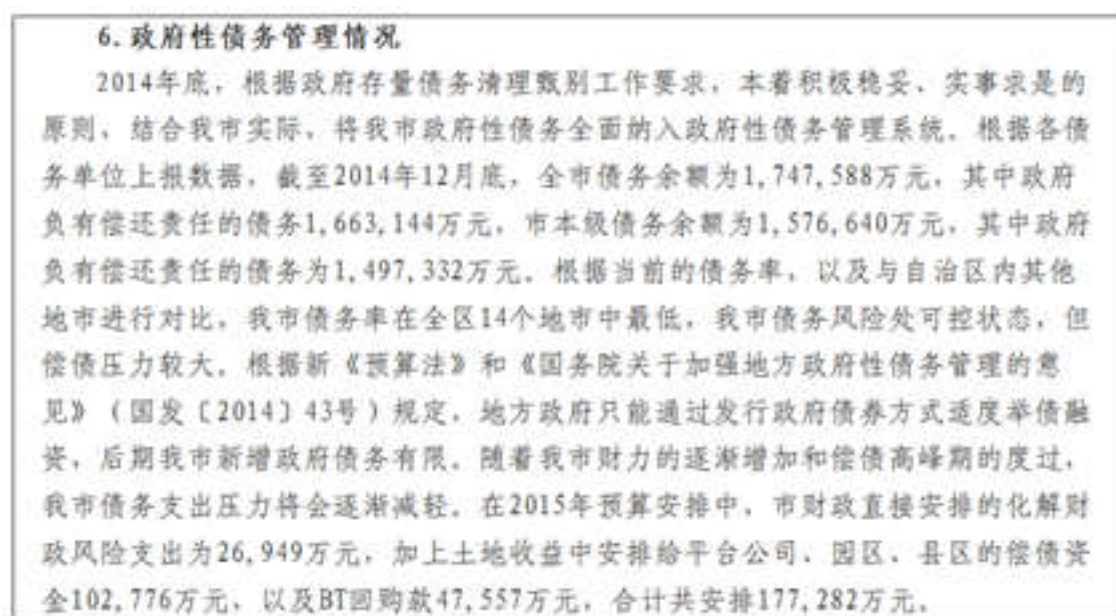 6.政府性债务管理情况
2014年底，根据政府存量债务清理甄别工作要求，本着积极稳妥、实事求是的
原则，结合我市实际，将我市政府性债务全面纳入政府性债务管理系统。根据各债
务单位上报数据，截至2014年12月底，全市债务余额为1,747,588万元，其中政府
负有偿还责任的债务1,663,144万元，市本级债务余额为1,576,640万元，其中政府
负有偿还责任的债务为1,497,332万元。根据当前的债务率，以及与自治区内其他
地市进行对比，我市债务率在全区14个地市中最低，我市债务风险处可控状态，但
偿债压力较大。根据新《预算法》和《国务院关于加强地方政府性债务管理的意
见》（国发〔2014〕43号）规定，地方政府只能通过发行政府债券方式适度举债融
资，后期我市新增政府债务有限。随着我市财力的逐渐增加和偿债高峰期的度过，
我市债务支出压力将会逐渐减轻。在2015年预算安排中，市财政直接安排的化解财
政风险支出为26,949万元，加上土地收益中安排给平台公司、园区、县区的偿债资
金102,776万元，以及BT回购款47,557万元，合计共安排177,282万元。